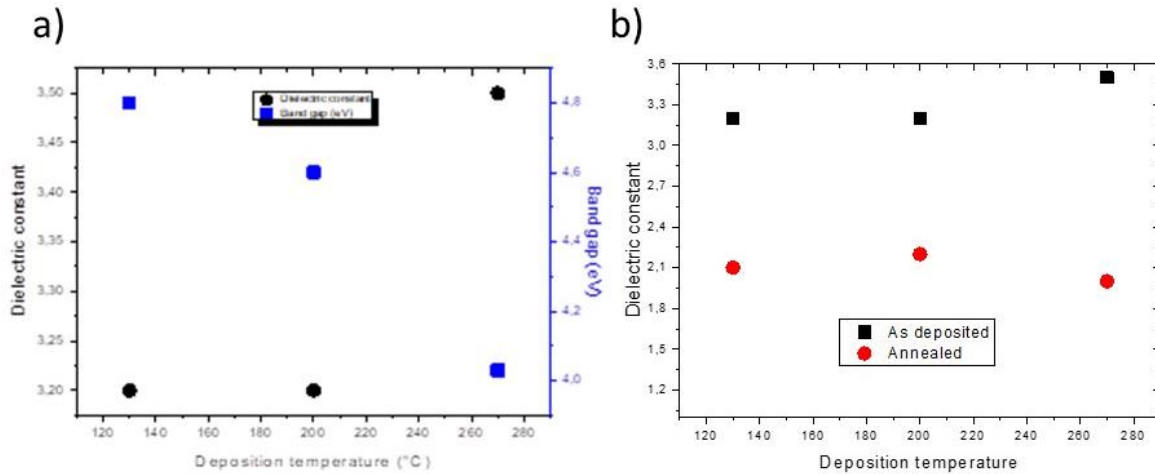 a)
Dielectric constant
3,50
3,45
3,40
3,35
3,30
3,25
3,20
Dielectric constant
Band gap (eV)
4,8
4,6
4,4
4,2
4,0
Band gap (eV)
120 140 160 180 200 220 240 260 280
Deposition temperature (°C)
b)
Dielectric constant
3,6
3,3
3,0
2,7
2,4
2,1
1,8
1,5
1,2
As deposited
Annealed
120 140 160 180 200 220 240 260 280
Deposition temperature